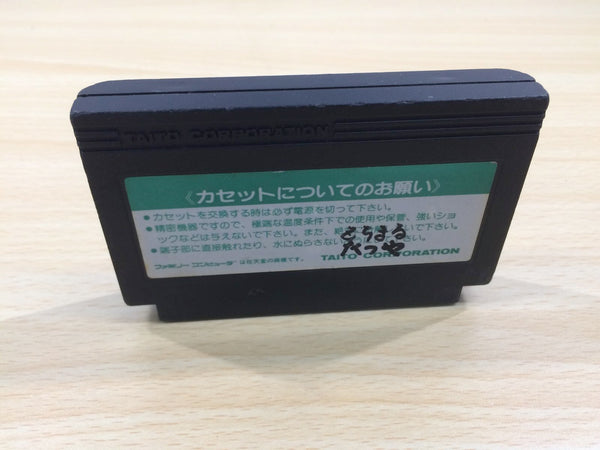 TAITO CORPORATION
《カセットについてのお願い》
●カセットを交換する時は必ず電源を切って下さい。
●精密機器ですので、極端な温度条件下での使用や保管、強いショ
ックなどは与えないで下さい。また、絶
●端子部に直接触れたり、水にぬらさない
たつや
ファミリーコンピュータは任天堂の商標です。
TAITO CORPORATION